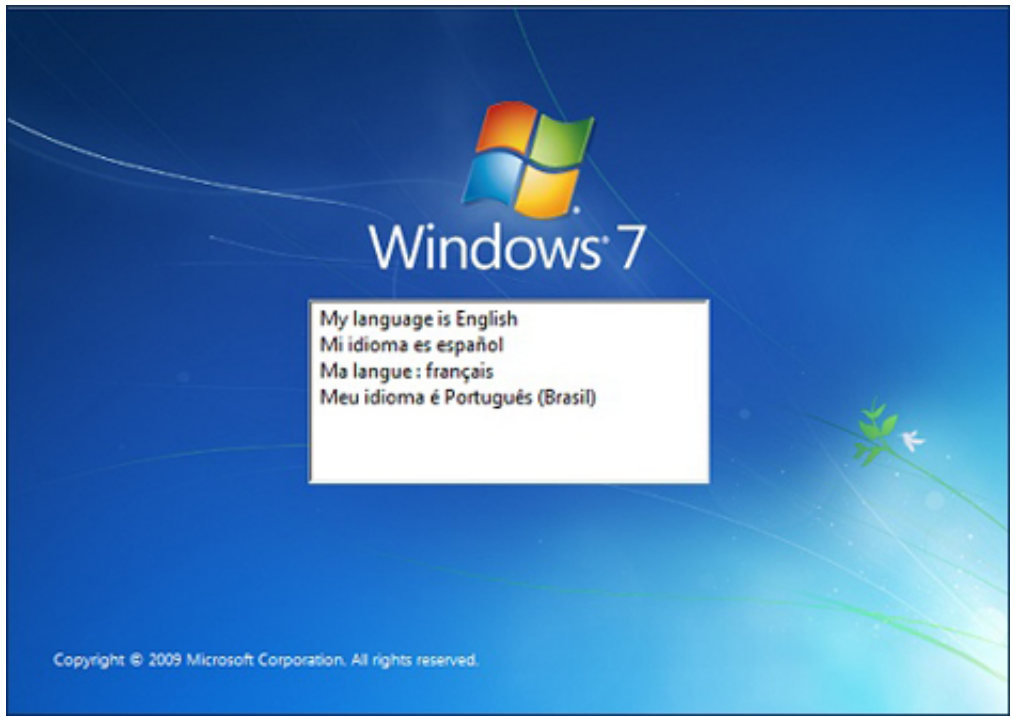 Windows® 7
My language is English
Mi idioma es español
Ma langue : français
Meu idioma é Português (Brasil)
Copyright © 2009 Microsoft Corporation. All rights reserved.